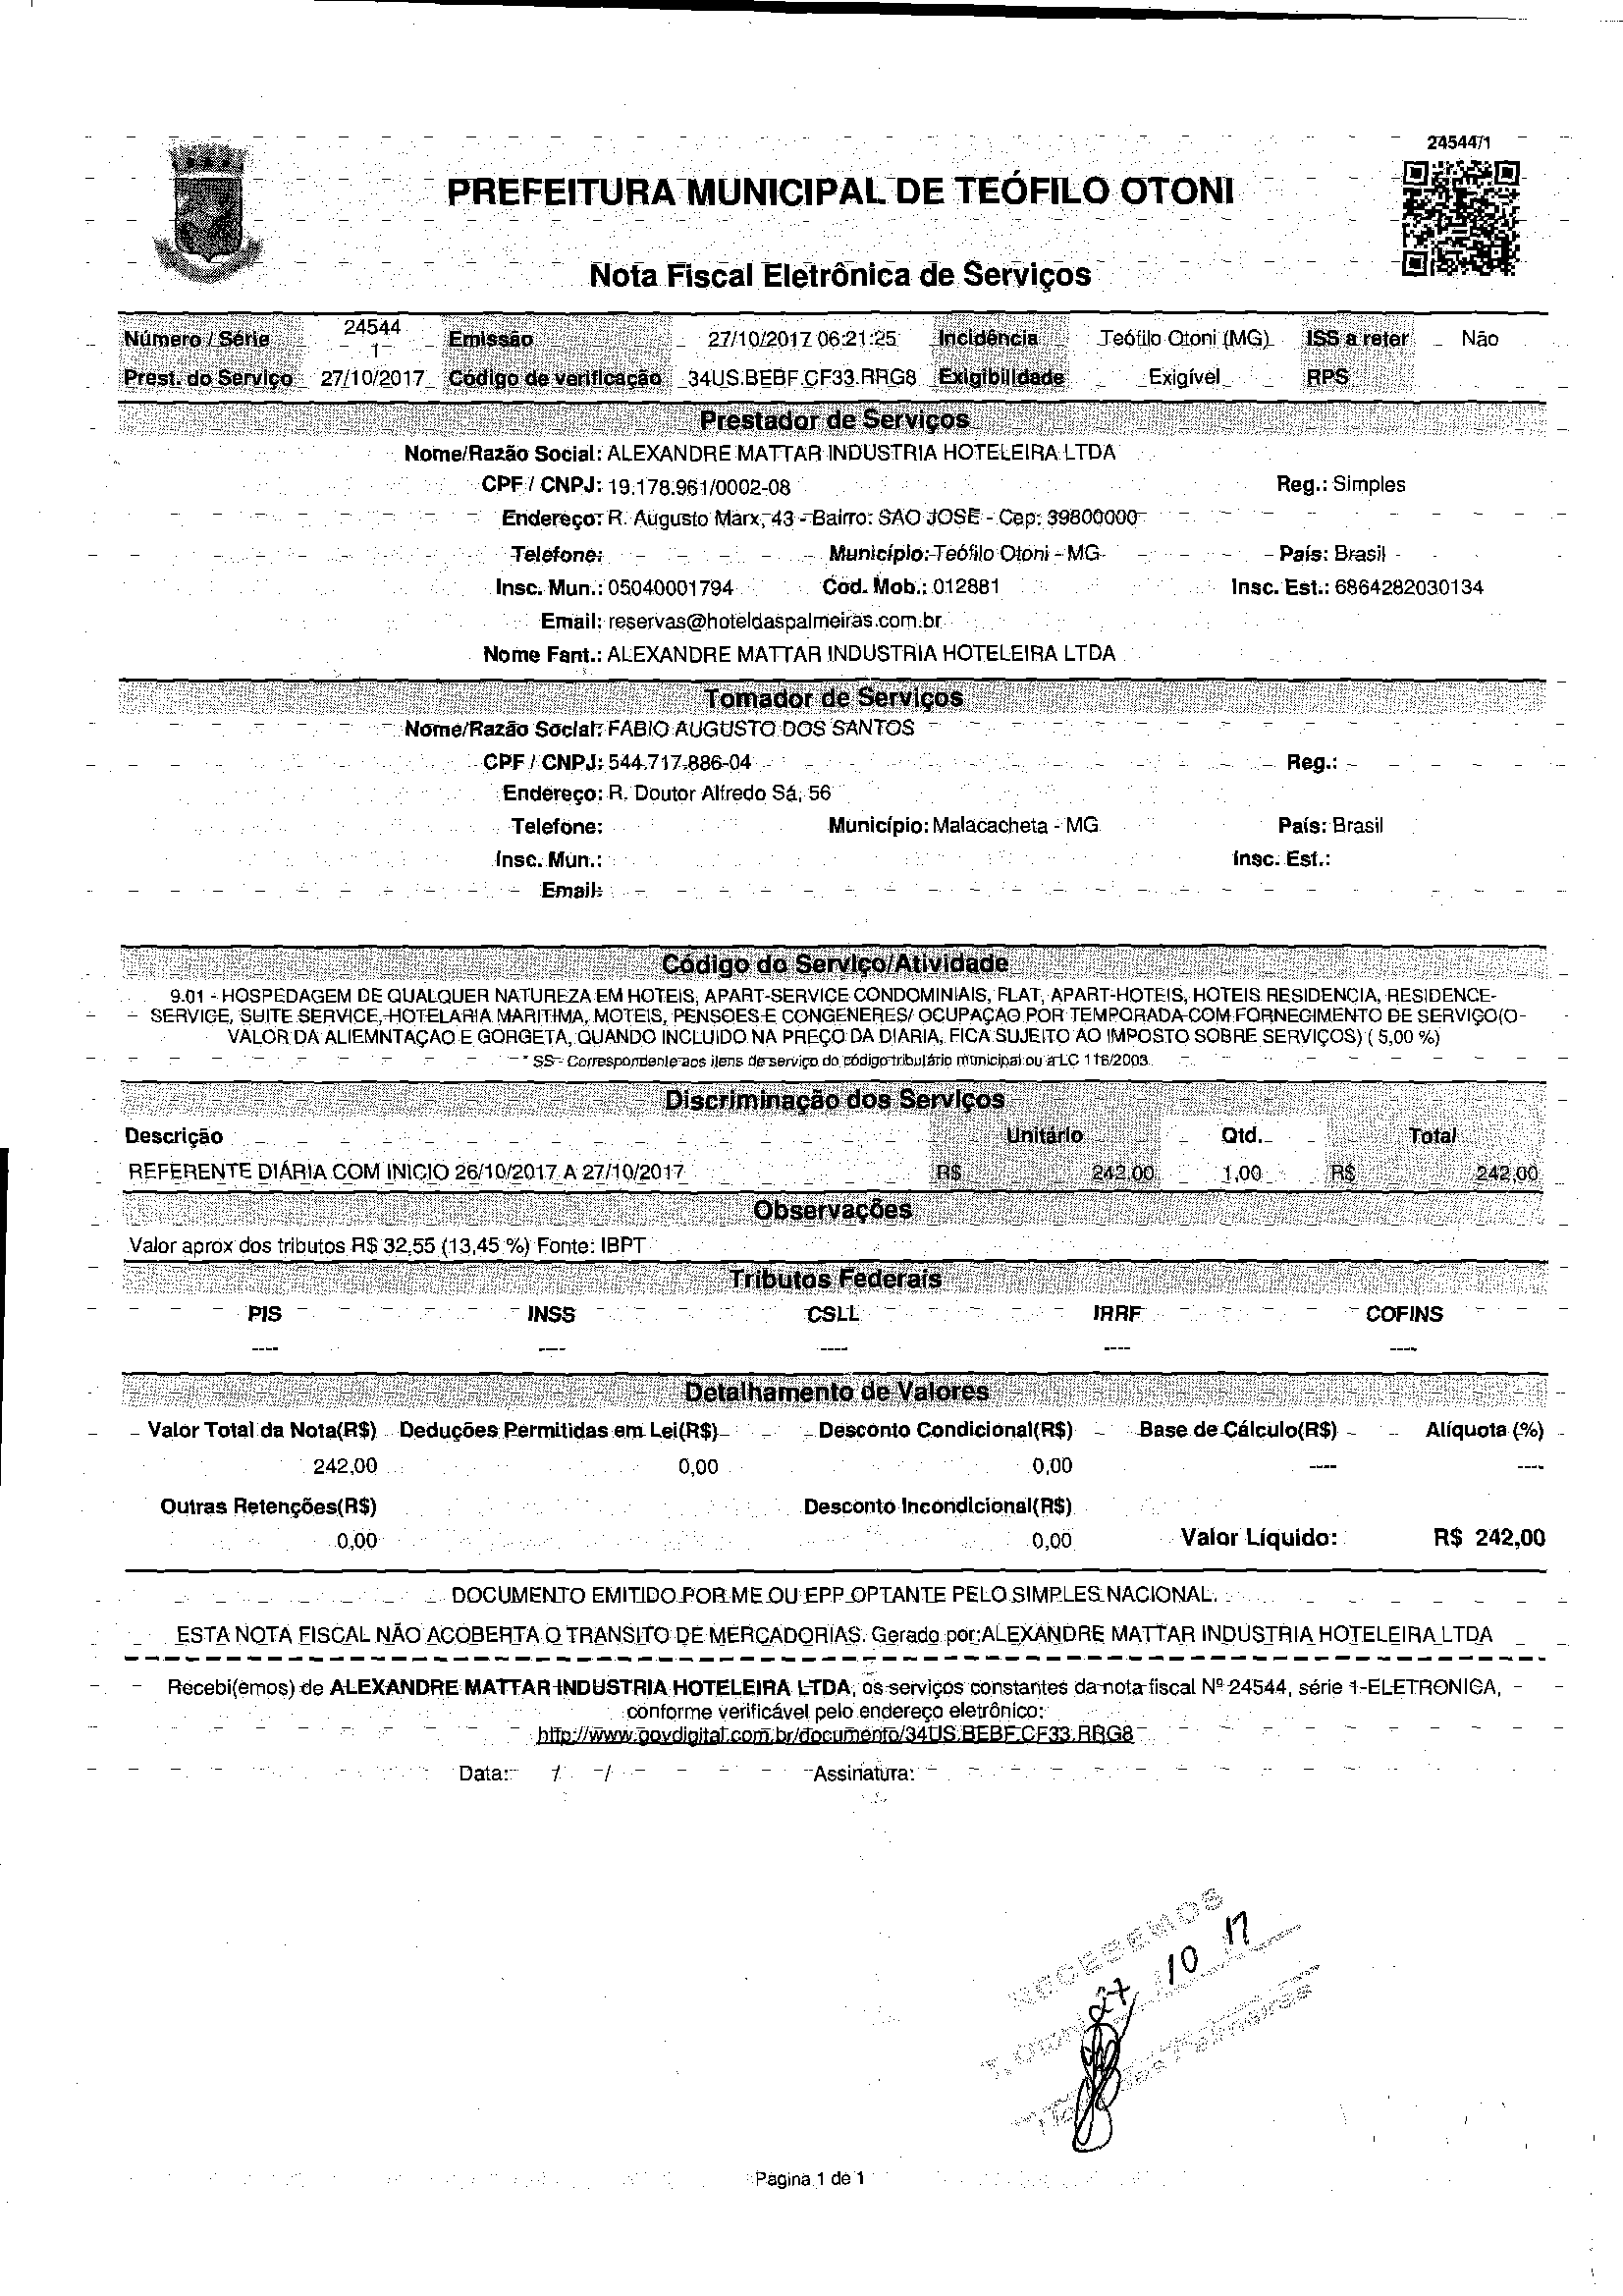 24544/1
PREFEITURA MUNICIPAL DE TEÓFILO OTONI
Nota Fiscal Eletrônica de Serviços
Número / Série 24544 1 Emissão 27/10/2017 06:21:25 Incidência Teófilo Otoni (MG) ISS a reter Não
Prest. do Serviço 27/10/2017 Código de verificação 34US.BEBF.CF33.RRG8 Exigibilidade Exigível RPS
Prestador de Serviços
Nome/Razão Social: ALEXANDRE MATTAR INDUSTRIA HOTELEIRA LTDA
CPF / CNPJ: 19.178.961/0002-08 Reg.: Simples
Endereço: R. Augusto Marx, 43 - Bairro: SAO JOSE - Cep: 39800000
Telefone: Município: Teófilo Otoni - MG País: Brasil
Insc. Mun.: 05040001794 Cod. Mob.: 012881 Insc. Est.: 6864282030134
Email: reservas@hoteldaspalmeiras.com.br
Nome Fant.: ALEXANDRE MATTAR INDUSTRIA HOTELEIRA LTDA
Tomador de Serviços
Nome/Razão Social: FABIO AUGUSTO DOS SANTOS
CPF / CNPJ: 544.717.886-04 Reg.:
Endereço: R. Doutor Alfredo Sá, 56
Telefone: Município: Malacacheta - MG País: Brasil
Insc. Mun.: Insc. Est.:
Email:
Código do Serviço/Atividade
9.01 - HOSPEDAGEM DE QUALQUER NATUREZA EM HOTEIS, APART-SERVICE CONDOMINIAIS, FLAT, APART-HOTEIS, HOTEIS RESIDENCIA, RESIDENCE-
SERVICE, SUITE SERVICE, HOTELARIA MARITIMA, MOTEIS, PENSOES E CONGENERES/ OCUPAÇAO POR TEMPORADA COM FORNECIMENTO DE SERVIÇO(O
VALOR DA ALIEMNTAÇAO E GORGETA, QUANDO INCLUIDO NA PREÇO DA DIARIA, FICA SUJEITO AO IMPOSTO SOBRE SERVIÇOS) ( 5,00 %)
* SS - Correspondente aos itens de serviço do código tributário municipal ou a LC 116/2003.
Discriminação dos Serviços
Descrição Unitário Qtd. Total
REFERENTE DIÁRIA COM INICIO 26/10/2017 A 27/10/2017 R$ 242,00 1,00 R$ 242,00
Observações
Valor aprox dos tributos R$ 32,55 (13,45 %) Fonte: IBPT
Tributos Federais
PIS INSS CSLL IRRF COFINS
---- ---- ---- ---- ----
Detalhamento de Valores
Valor Total da Nota(R$) Deduções Permitidas em Lei(R$) Desconto Condicional(R$) Base de Cálculo(R$) Alíquota (%)
242,00 0,00 0,00 ---- ----
Outras Retenções(R$) Desconto Incondicional(R$)
0,00 0,00 Valor Líquido: R$ 242,00
DOCUMENTO EMITIDO POR ME OU EPP OPTANTE PELO SIMPLES NACIONAL.
ESTA NOTA FISCAL NÃO ACOBERTA O TRANSITO DE MERCADORIAS. Gerado por:ALEXANDRE MATTAR INDUSTRIA HOTELEIRA LTDA
Recebi(emos) de ALEXANDRE MATTAR INDUSTRIA HOTELEIRA LTDA, os serviços constantes da nota fiscal Nº 24544, série 1-ELETRONICA,
conforme verificável pelo endereço eletrônico:
http://www.govdigital.com.br/documento/34US.BEBF.CF33.RRG8
Data: / / Assinatura:
RECEBEMOS
T. Otoni 27 10 17
das Palmeiras
Página 1 de 1